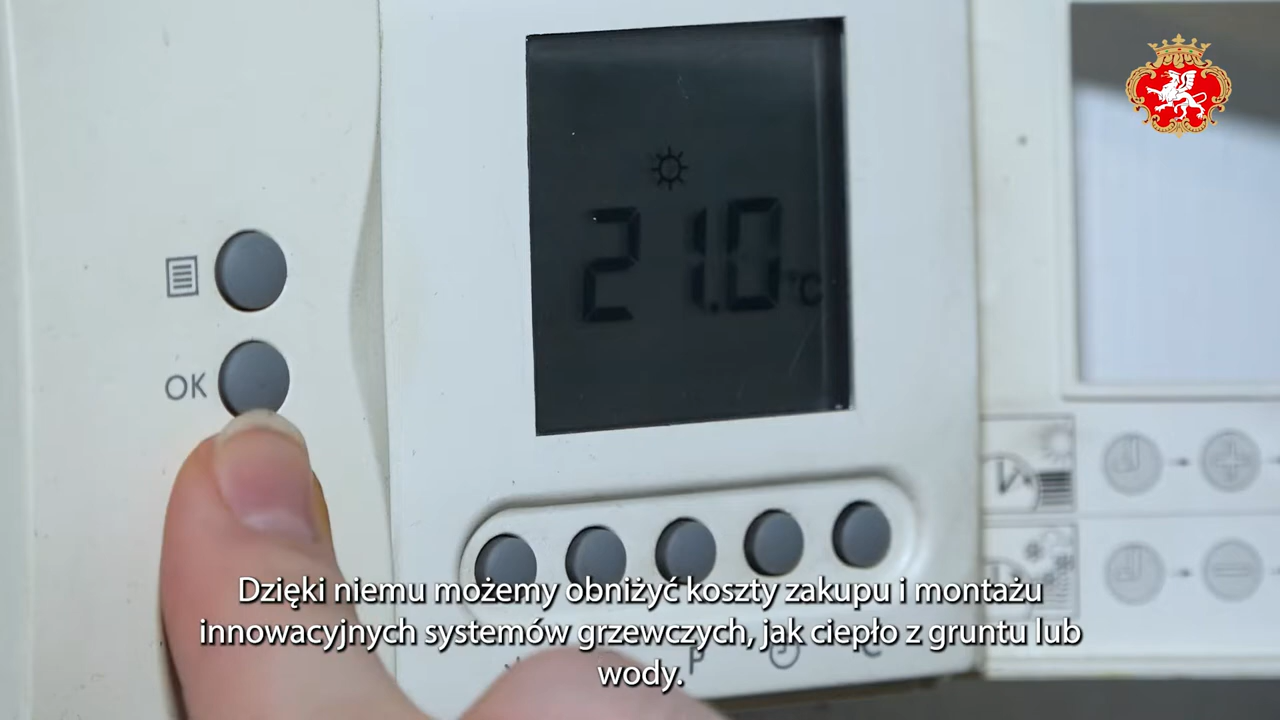 21.0 °C
OK
P
Dzięki niemu możemy obniżyć koszty zakupu i montażu
innowacyjnych systemów grzewczych, jak ciepło z gruntu lub
wody.